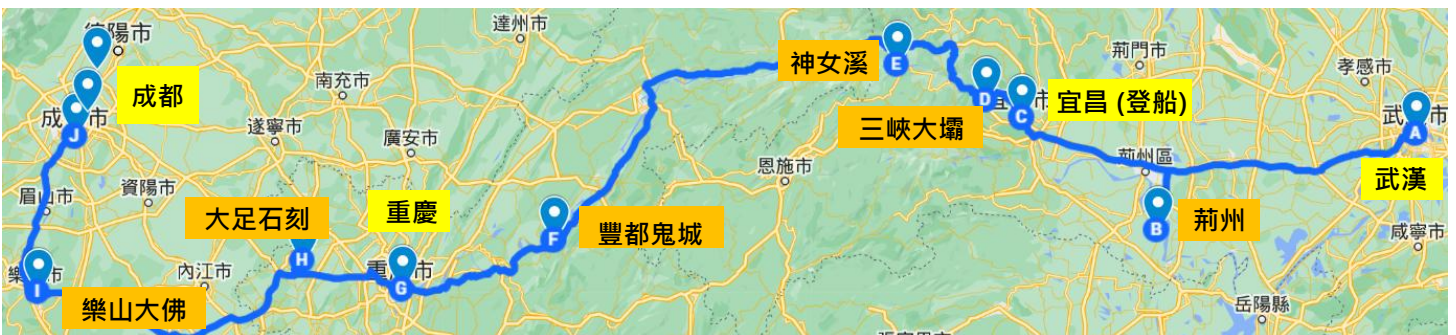 達州市
綿陽市
荊門市
孝感市
神女溪
E
南充市
成都
宜昌 (登船)
D
C
武
市
A
成
市
J
三峽大壩
遂寧市
廣安市
荊州區
恩施市
武漢
眉山市
資陽市
重慶
大足石刻
豐都鬼城
F
荊州
B
咸寧市
H
樂
市
I
內江市
重
市
G
樂山大佛
岳陽縣